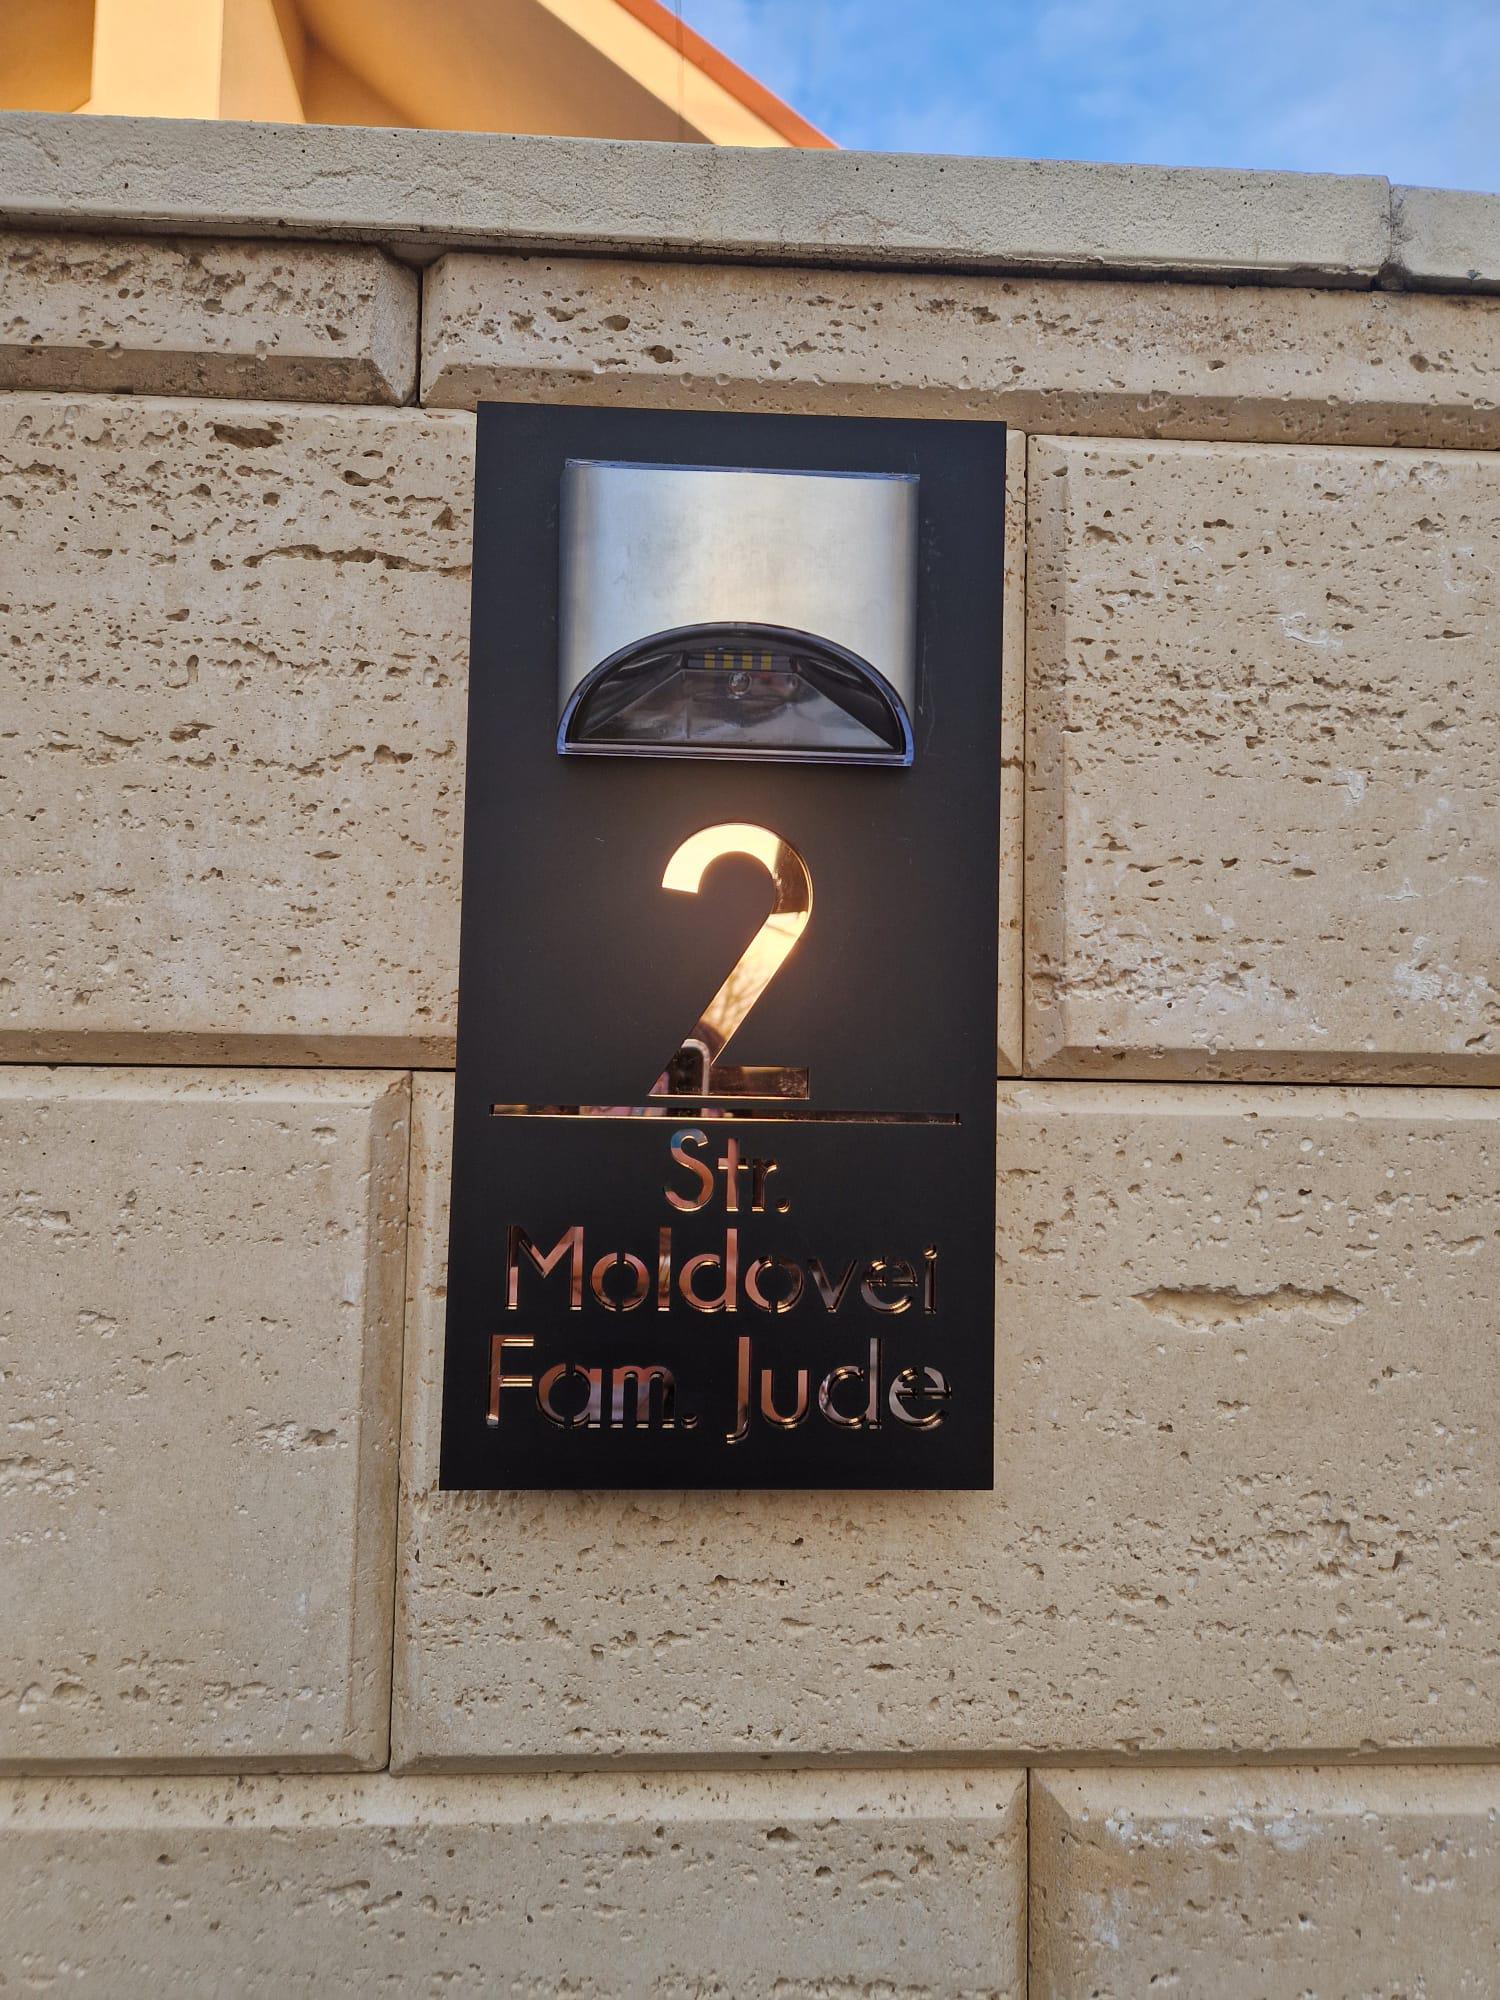 2
Str.
Moldovei
Fam. Jude